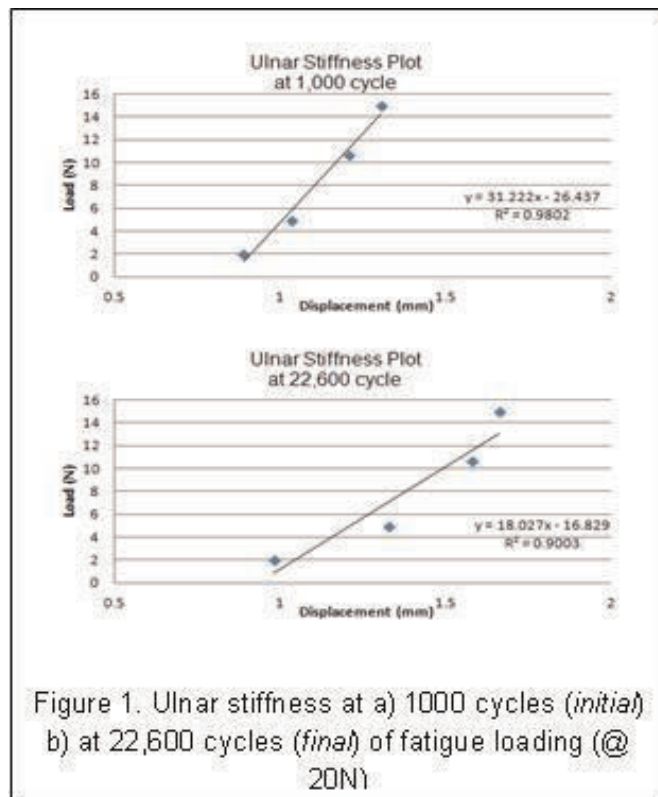 Ulnar Stiffness Plot
at 1,000 cycle
16
14
12
10
8
6
4
2
0
Load (N)
y = 31.222x - 26.437
R² = 0.9802
0.5
1
1.5
2
Displacement (mm)
Ulnar Stiffness Plot
at 22,600 cycle
16
14
12
10
8
6
4
2
0
Load (N)
y = 18.027x - 16.829
R² = 0.9003
0.5
1
1.5
2
Displacement (mm)
Figure 1. Ulnar stiffness at a) 1000 cycles (initial)
b) at 22,600 cycles (final) of fatigue loading (@
20N)